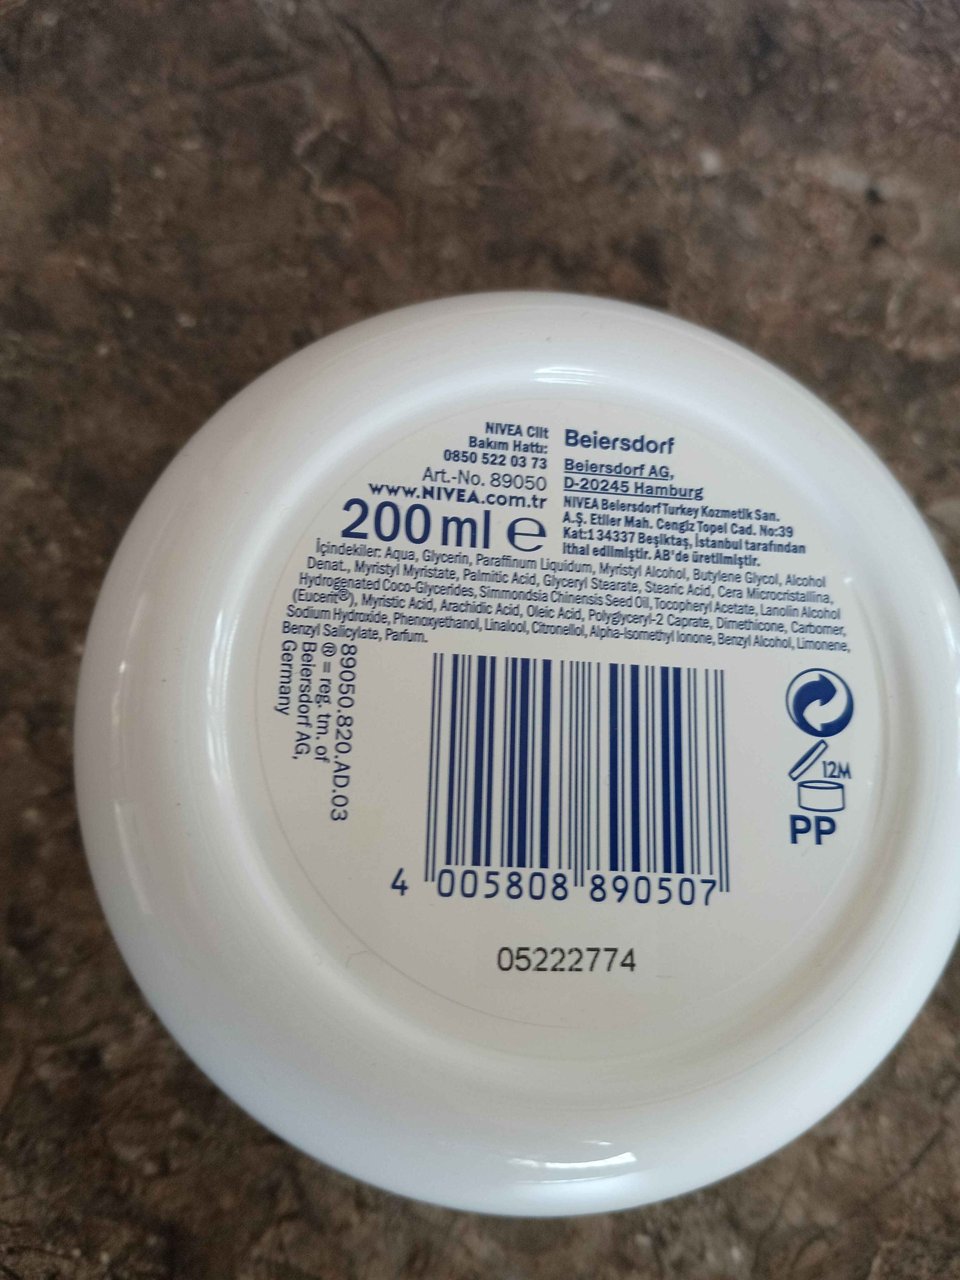 NIVEA Cilt
Bakım Hattı:
0850 522 03 73
Art.-No. 89050
www.NIVEA.com.tr
200 ml e
Beiersdorf
Beiersdorf AG,
D-20245 Hamburg
NIVEA Beiersdorf Turkey Kozmetik San.
A.Ş. Etiler Mah. Cengiz Topel Cad. No:39
Kat:1 34337 Beşiktaş, İstanbul tarafından
ithal edilmiştir. AB'de üretilmiştir.
İçindekiler: Aqua, Glycerin, Paraffinum Liquidum, Myristyl Alcohol, Butylene Glycol, Alcohol
Denat., Myristyl Myristate, Palmitic Acid, Glyceryl Stearate, Stearic Acid, Cera Microcristallina,
Hydrogenated Coco-Glycerides, Simmondsia Chinensis Seed Oil, Tocopheryl Acetate, Lanolin Alcohol
(Eucerit®), Myristic Acid, Arachidic Acid, Oleic Acid, Polyglyceryl-2 Caprate, Dimethicone, Carbomer,
Sodium Hydroxide, Phenoxyethanol, Linalool, Citronellol, Alpha-Isomethyl Ionone, Benzyl Alcohol, Limonene,
Benzyl Salicylate, Parfum.
89050.820.AD.03
® = reg. tm. of
Beiersdorf AG,
Germany
12M
PP
4 005808 890507
05222774